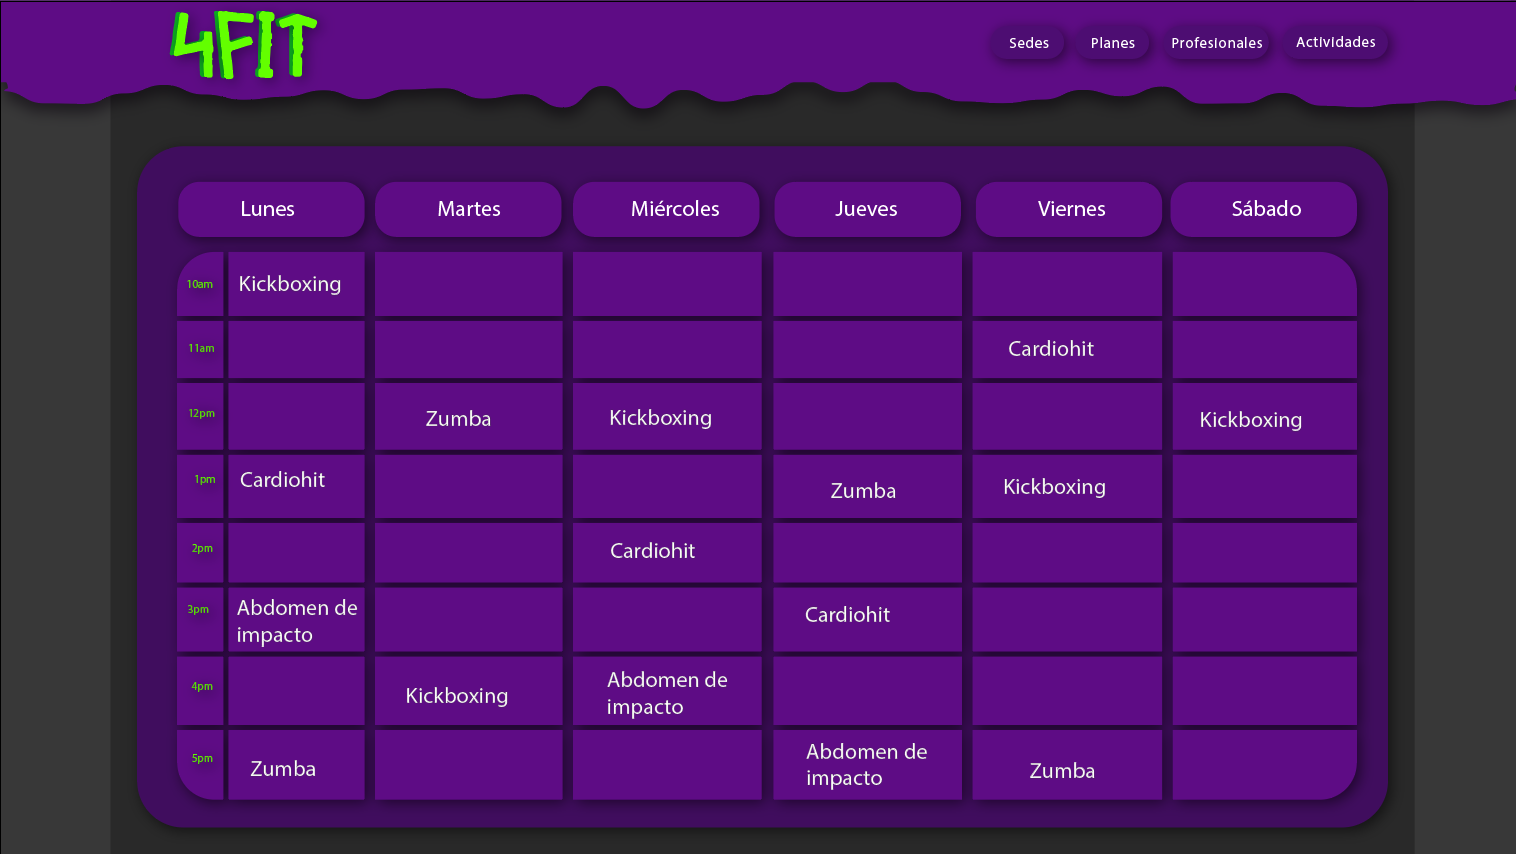 4FIT
Sedes Planes Profesionales Actividades
Lunes Martes Miércoles Jueves Viernes Sábado
10am Kickboxing
11am Cardiohit
12pm Zumba Kickboxing Kickboxing
1pm Cardiohit Zumba Kickboxing
2pm Cardiohit
3pm Abdomen de
impacto
Cardiohit
4pm Kickboxing Abdomen de
impacto
5pm Zumba Abdomen de
impacto
Zumba